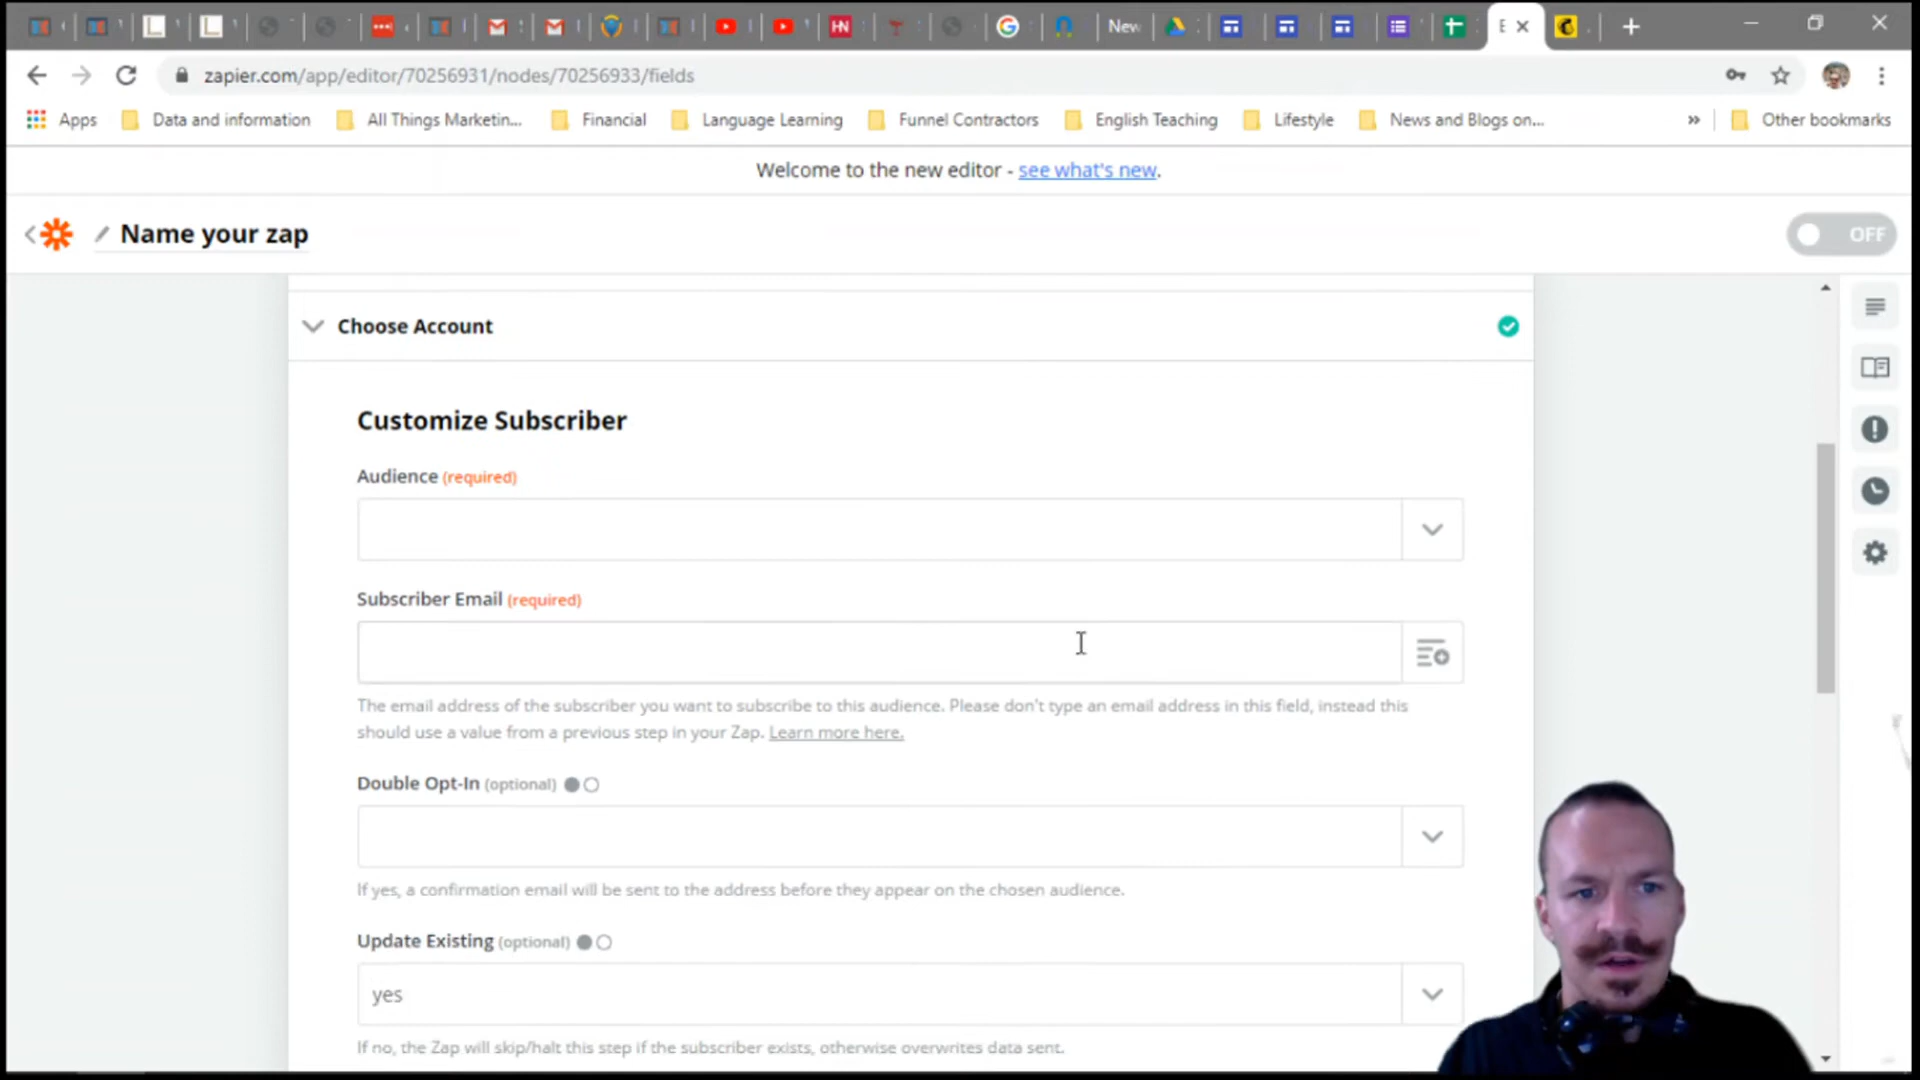 HN
New
E
zapier.com/app/editor/70256931/nodes/70256933/fields
Apps
Data and information
All Things Marketin...
Financial
Language Learning
Funnel Contractors
English Teaching
Lifestyle
News and Blogs on...
»
Other bookmarks
Welcome to the new editor - see what's new.
Name your zap
OFF
Choose Account
Customize Subscriber
Audience (required)
Subscriber Email (required)
The email address of the subscriber you want to subscribe to this audience. Please don't type an email address in this field, instead this
should use a value from a previous step in your Zap. Learn more here.
Double Opt-In (optional)
If yes, a confirmation email will be sent to the address before they appear on the chosen audience.
Update Existing (optional)
yes
If no, the Zap will skip/halt this step if the subscriber exists, otherwise overwrites data sent.